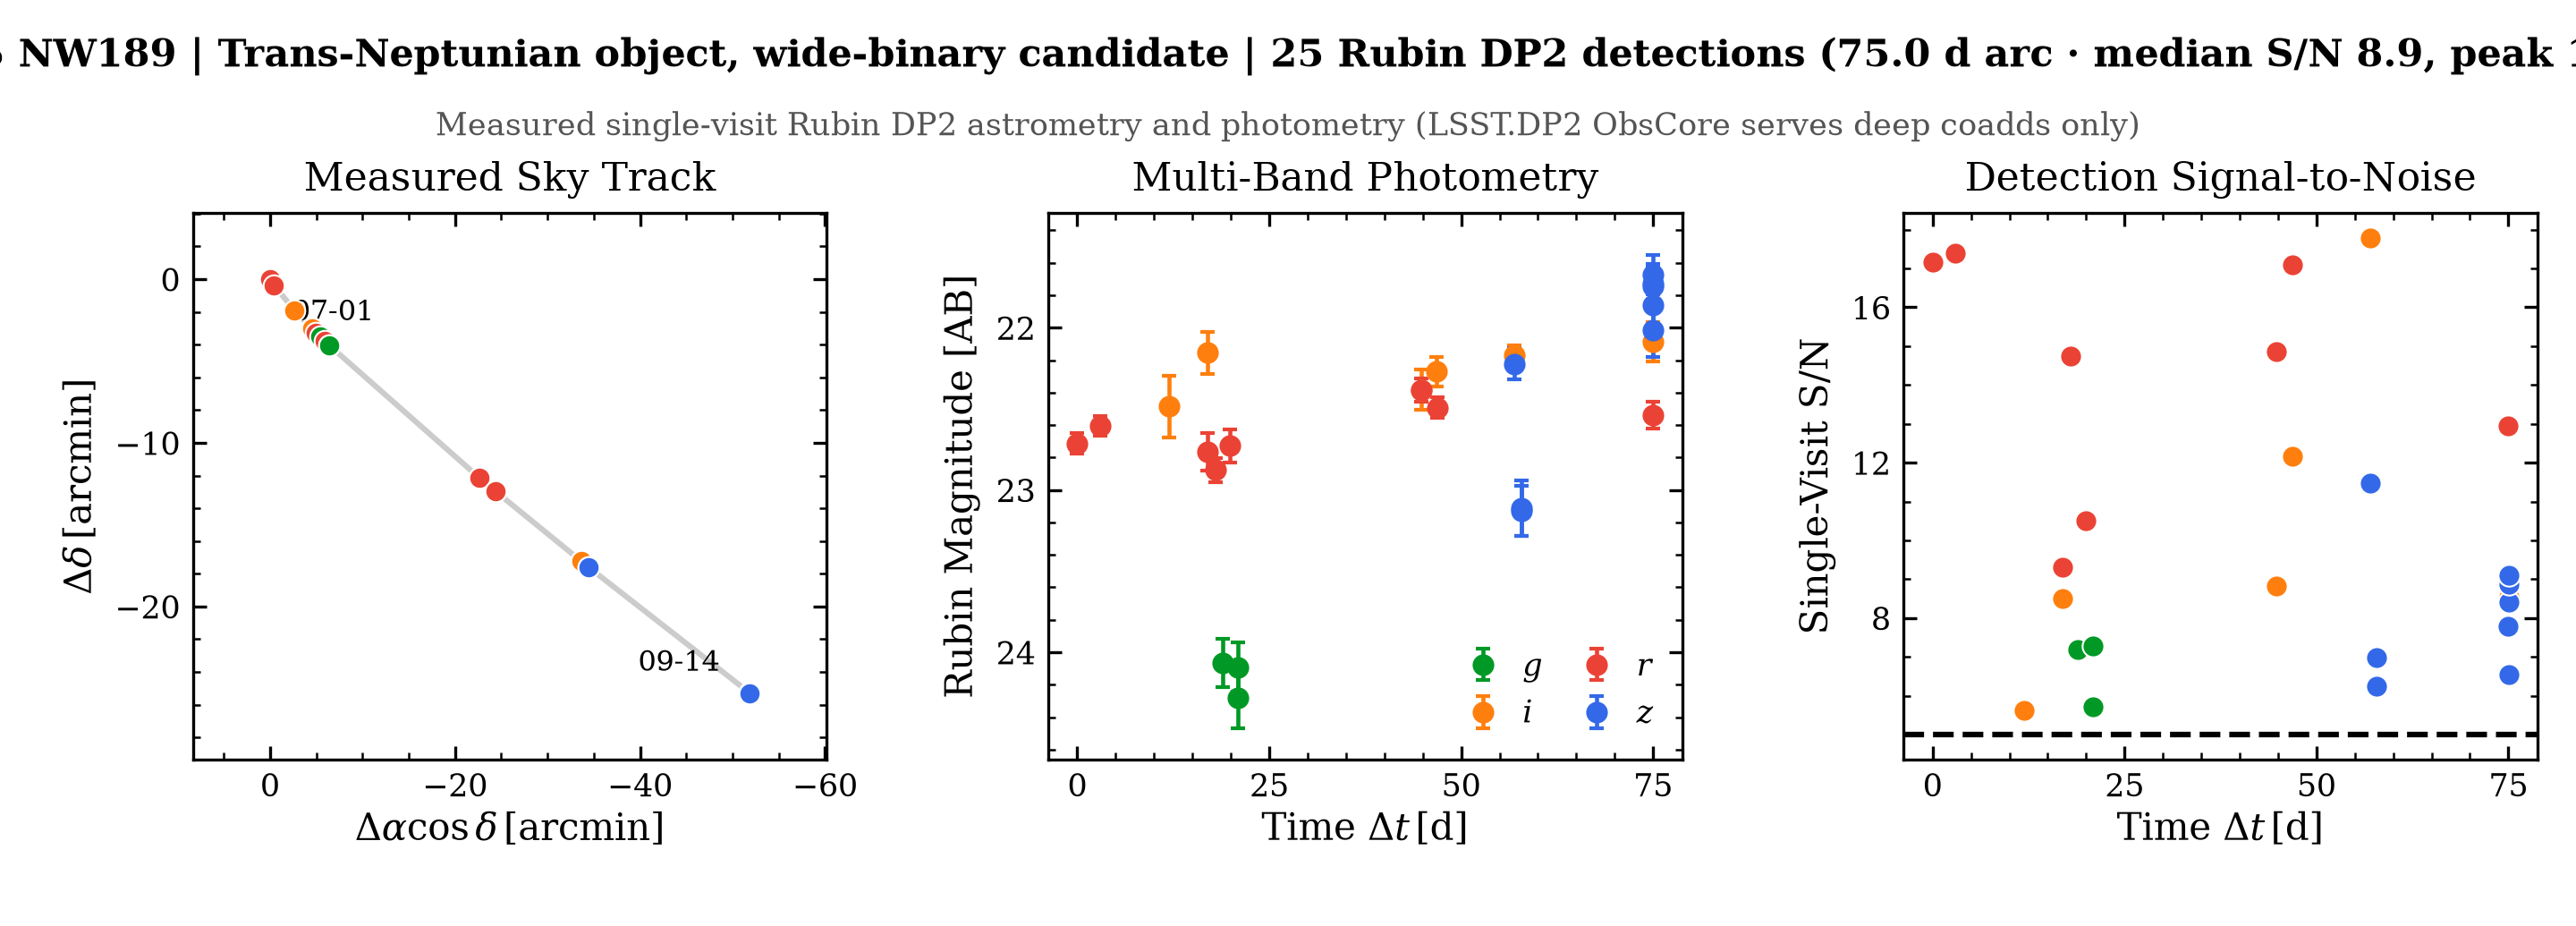 NW189 | Trans-Neptunian object, wide-binary candidate | 25 Rubin DP2 detections (75.0 d arc · median S/N 8.9, peak
Measured single-visit Rubin DP2 astrometry and photometry (LSST.DP2 ObsCore serves deep coadds only)
Measured Sky Track
Δδ [arcmin]
0
−10
−20
07-01
09-14
0
−20
−40
−60
Δα cos δ [arcmin]
Multi-Band Photometry
Rubin Magnitude [AB]
22
23
24
g
r
i
z
0
25
50
75
Time Δt [d]
Detection Signal-to-Noise
Single-Visit S/N
16
12
8
0
25
50
75
Time Δt [d]